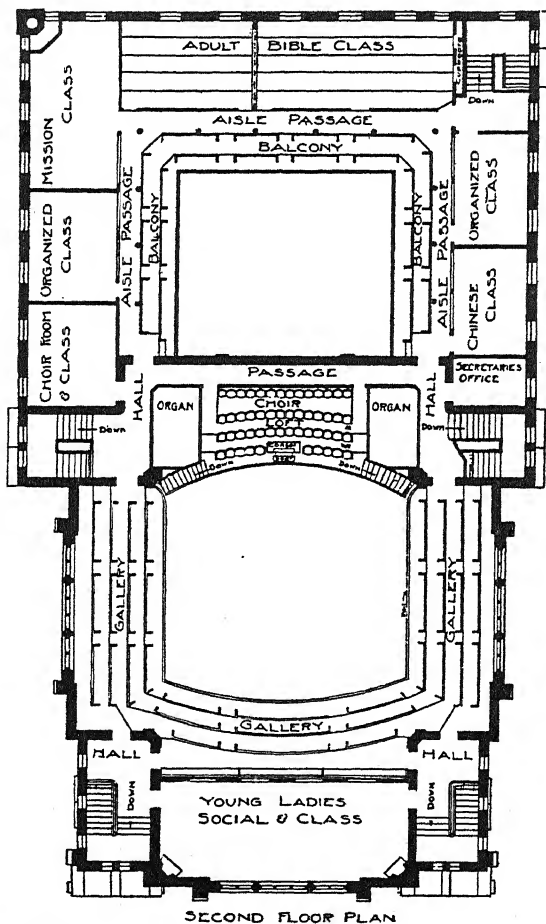 ADULT BIBLE CLASS
CUPBOARD
DOWN
AISLE PASSAGE
MISSION CLASS
BALCONY
AISLE PASSAGE
BALCONY
BALCONY
AISLE PASSAGE
ORGANIZED CLASS
ORGANIZED CLASS
CHINESE CLASS
CHOIR ROOM & CLASS
PASSAGE
SECRETARIES OFFICE
HALL
HALL
ORGAN
CHOIR LOFT
ORGAN
DOWN
DOWN
DOWN
DOWN
GALLERY
GALLERY
GALLERY
HALL
HALL
DOWN
DOWN
YOUNG LADIES
SOCIAL & CLASS
SECOND FLOOR PLAN